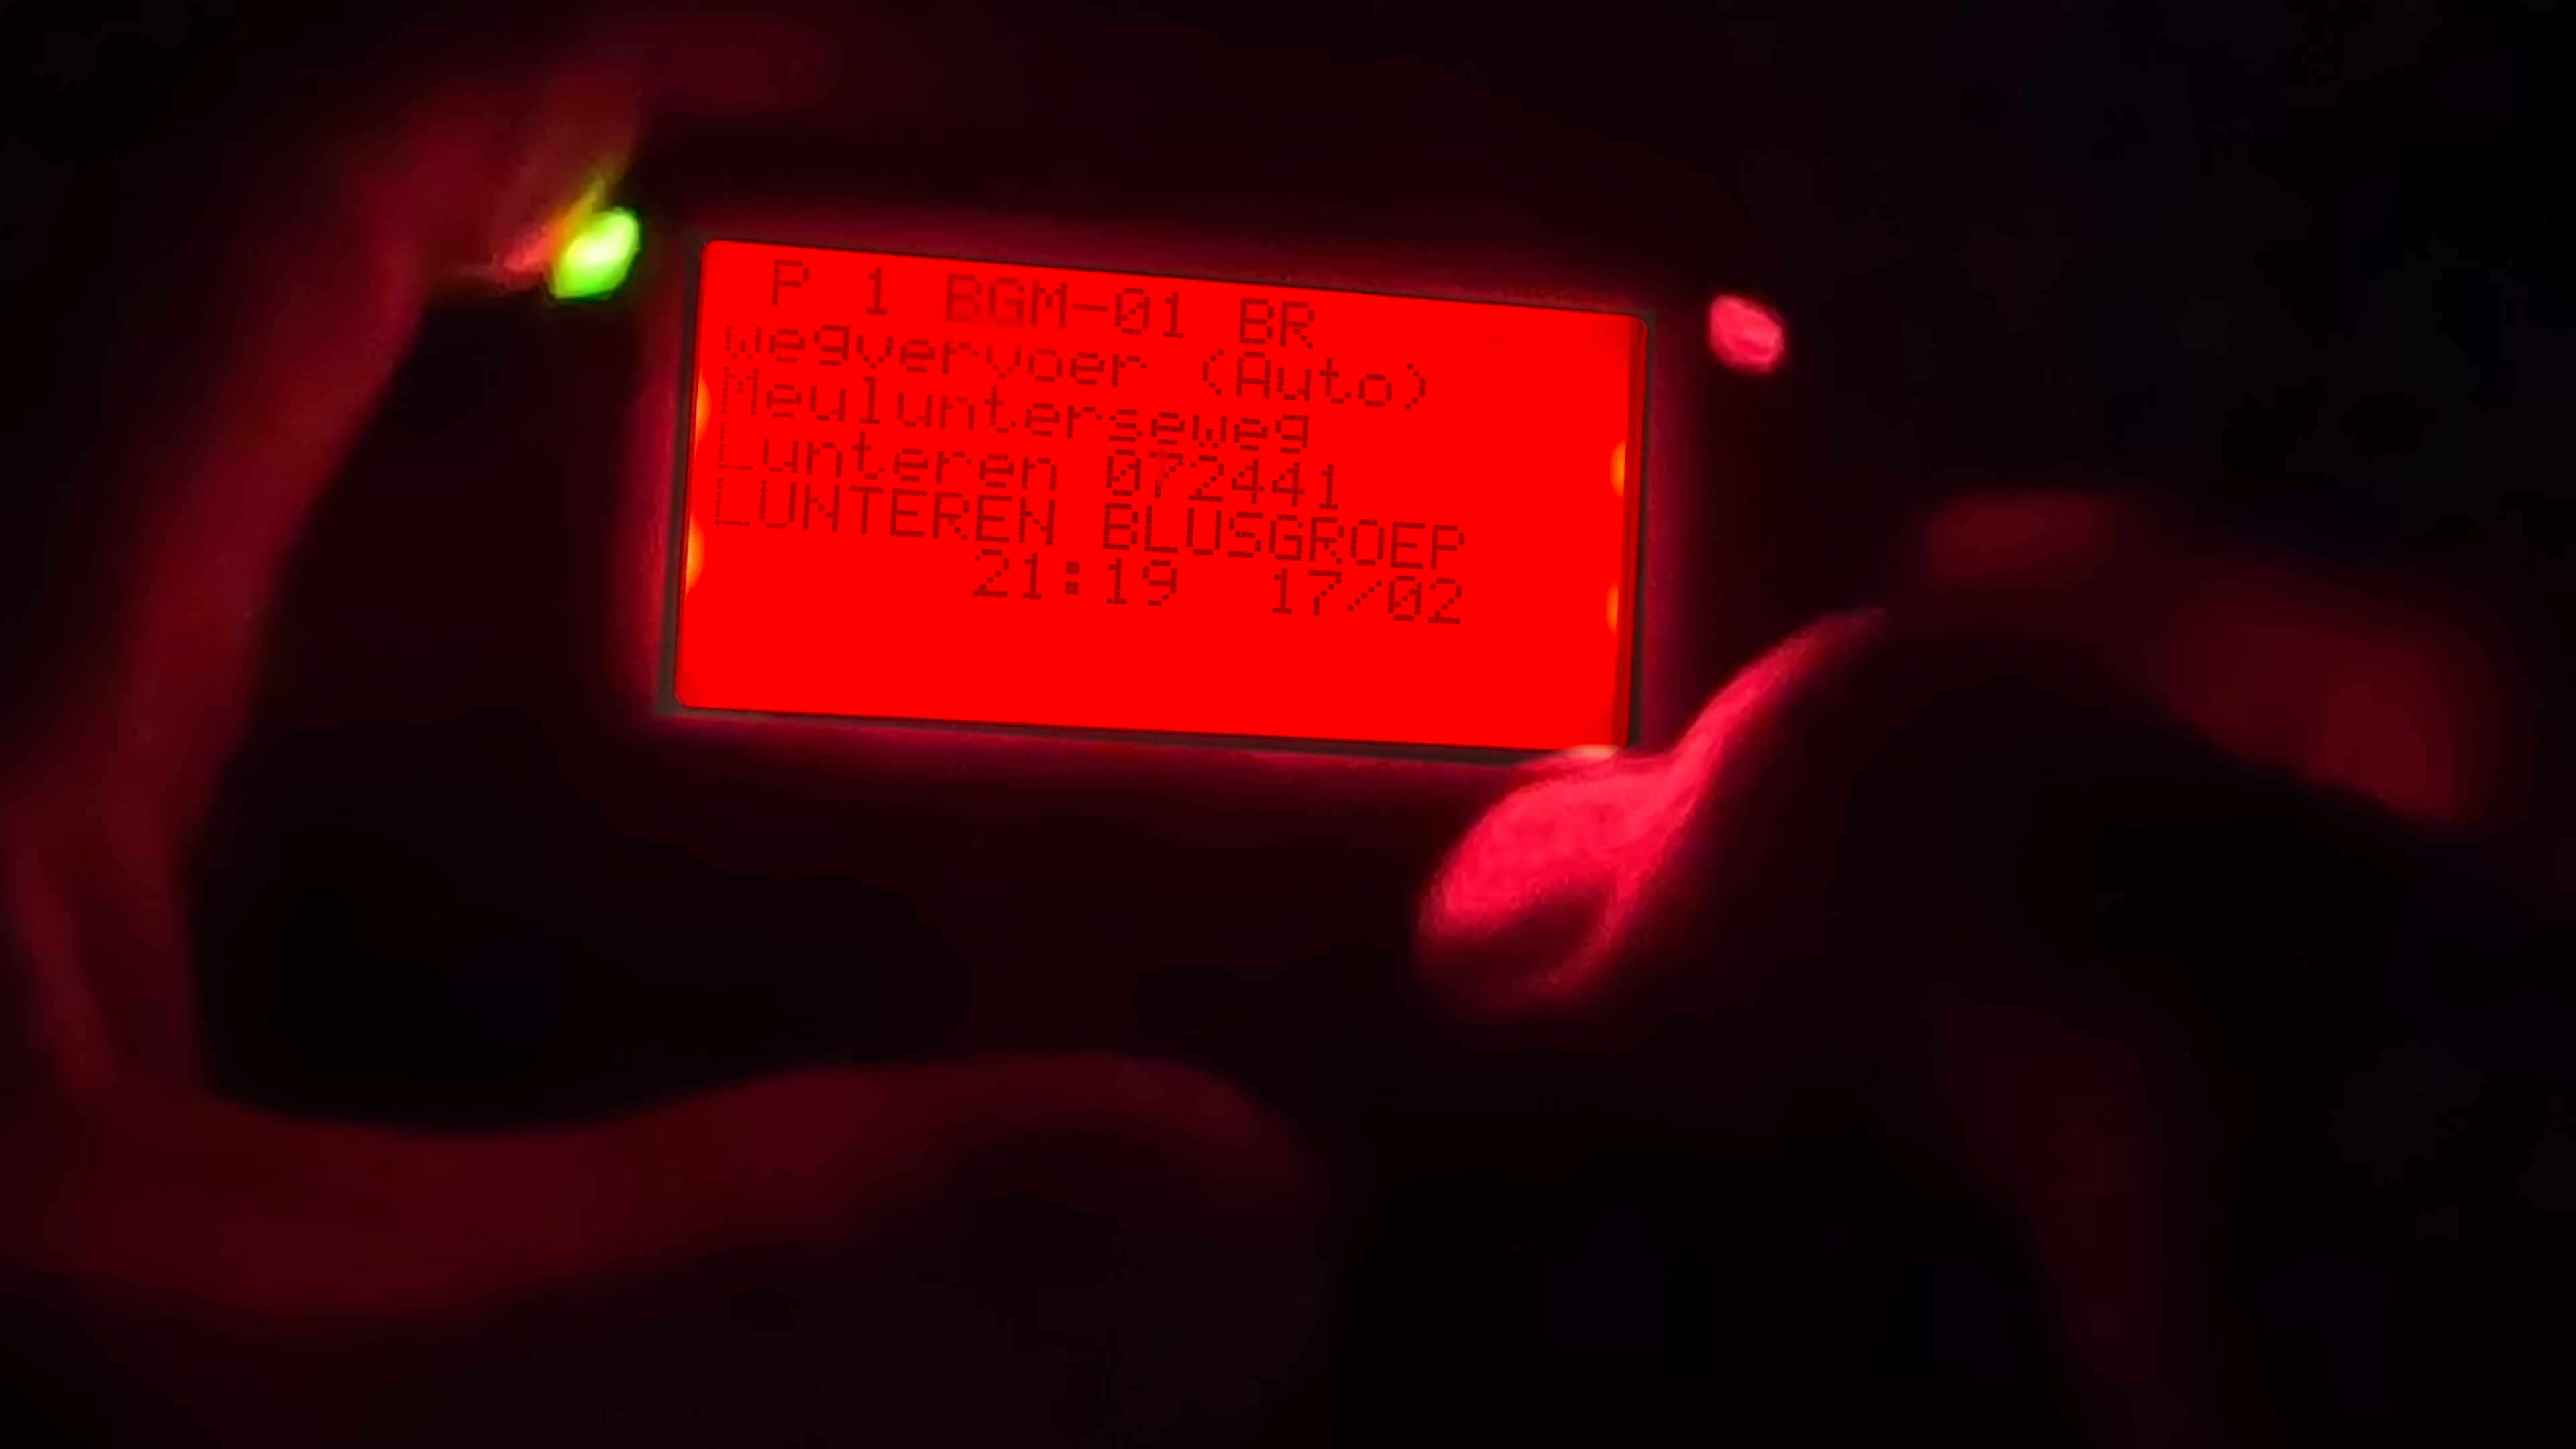 P 1 BGM-01 BR
wegvervoer (Auto)
Meulunterseweg
Lunteren 072441
LUNTEREN BLUSGROEP
21:19 17/02